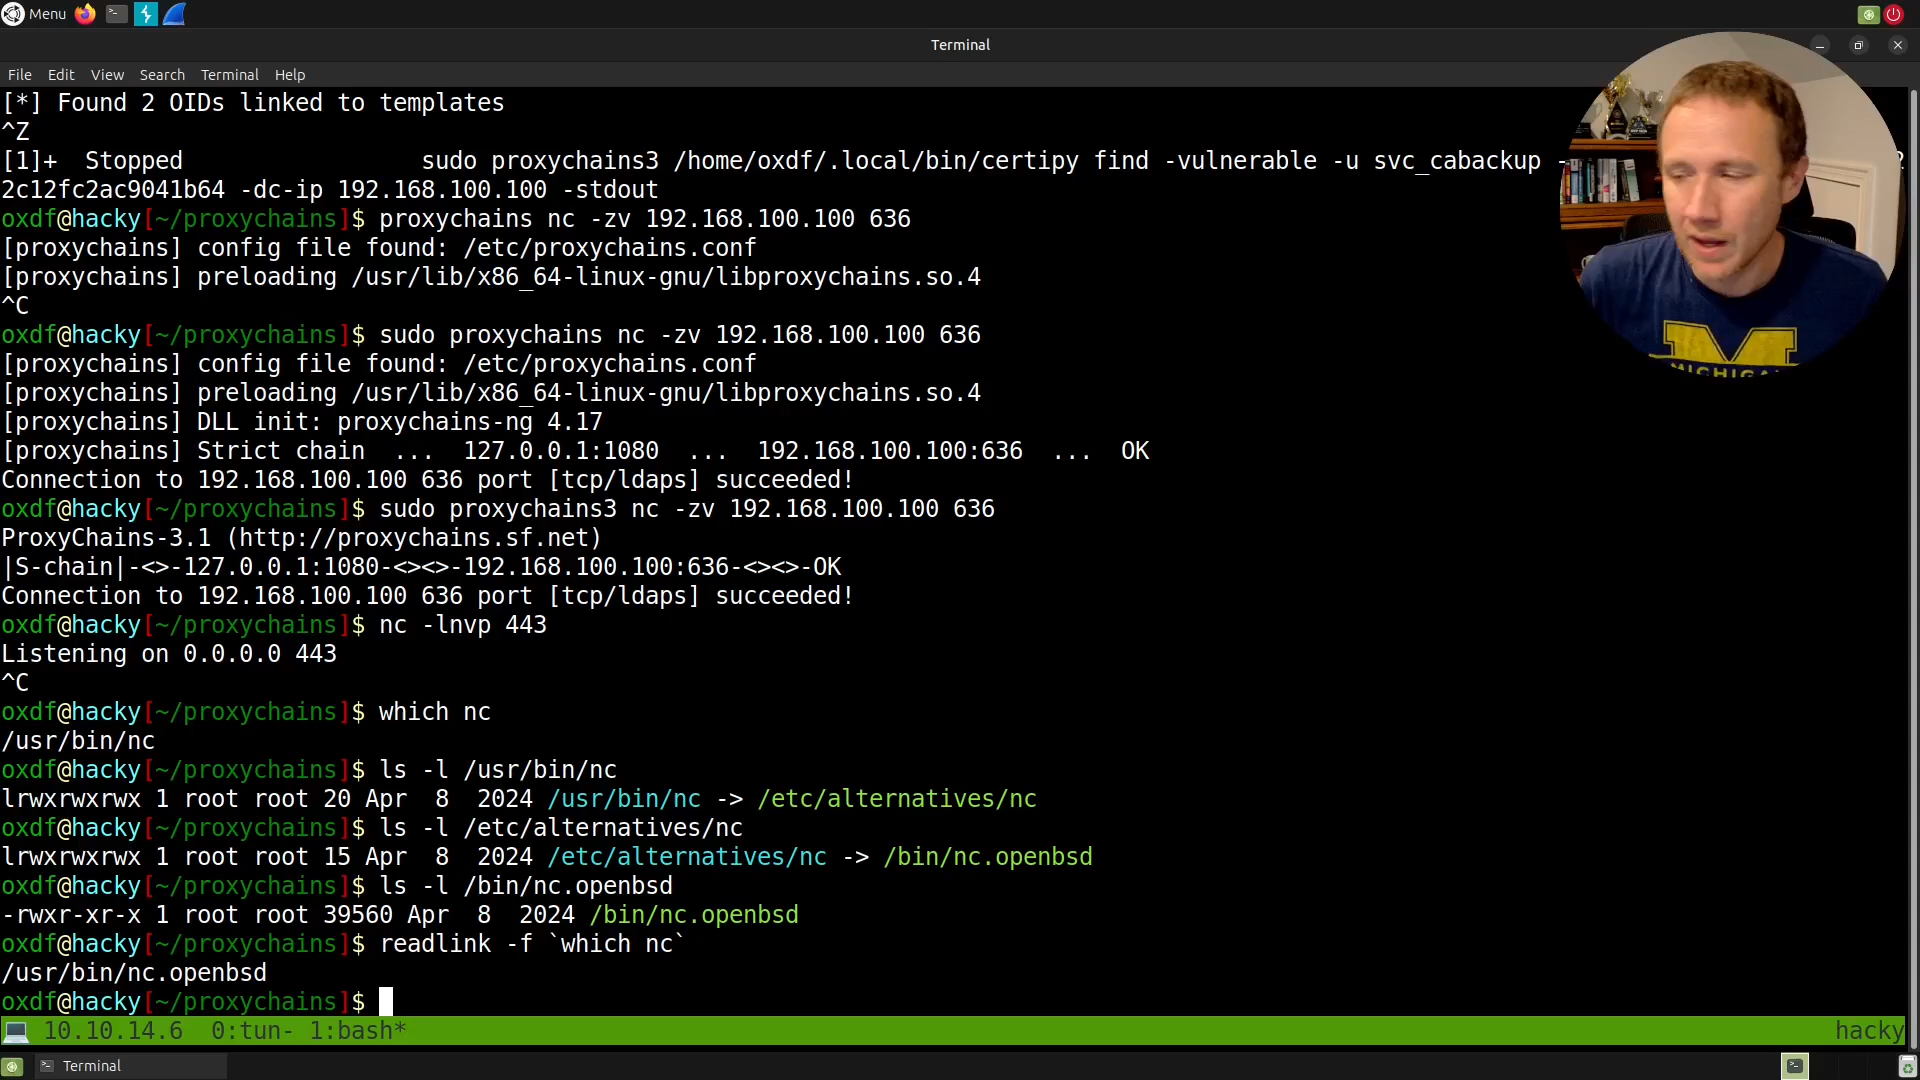 Menu
Terminal
File Edit View Search Terminal Help
[*] Found 2 OIDs linked to templates
^Z
[1]+  Stopped                 sudo proxychains3 /home/oxdf/.local/bin/certipy find -vulnerable -u svc_cabackup -
2c12fc2ac9041b64 -dc-ip 192.168.100.100 -stdout
oxdf@hacky[~/proxychains]$ proxychains nc -zv 192.168.100.100 636
[proxychains] config file found: /etc/proxychains.conf
[proxychains] preloading /usr/lib/x86_64-linux-gnu/libproxychains.so.4
^C
oxdf@hacky[~/proxychains]$ sudo proxychains nc -zv 192.168.100.100 636
[proxychains] config file found: /etc/proxychains.conf
[proxychains] preloading /usr/lib/x86_64-linux-gnu/libproxychains.so.4
[proxychains] DLL init: proxychains-ng 4.17
[proxychains] Strict chain  ...  127.0.0.1:1080  ...  192.168.100.100:636  ...  OK
Connection to 192.168.100.100 636 port [tcp/ldaps] succeeded!
oxdf@hacky[~/proxychains]$ sudo proxychains3 nc -zv 192.168.100.100 636
ProxyChains-3.1 (http://proxychains.sf.net)
|S-chain|-<>-127.0.0.1:1080-<><>-192.168.100.100:636-<><>-OK
Connection to 192.168.100.100 636 port [tcp/ldaps] succeeded!
oxdf@hacky[~/proxychains]$ nc -lnvp 443
Listening on 0.0.0.0 443
^C
oxdf@hacky[~/proxychains]$ which nc
/usr/bin/nc
oxdf@hacky[~/proxychains]$ ls -l /usr/bin/nc
lrwxrwxrwx 1 root root 20 Apr  8  2024 /usr/bin/nc -> /etc/alternatives/nc
oxdf@hacky[~/proxychains]$ ls -l /etc/alternatives/nc
lrwxrwxrwx 1 root root 15 Apr  8  2024 /etc/alternatives/nc -> /bin/nc.openbsd
oxdf@hacky[~/proxychains]$ ls -l /bin/nc.openbsd
-rwxr-xr-x 1 root root 39560 Apr  8  2024 /bin/nc.openbsd
oxdf@hacky[~/proxychains]$ readlink -f `which nc`
/usr/bin/nc.openbsd
oxdf@hacky[~/proxychains]$
10.10.14.6  0:tun- 1:bash*
hacky
Terminal
M
MICHIGA